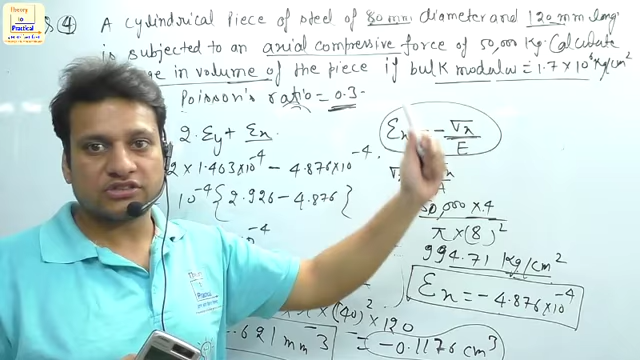 Theory to Practical
④ A cylindrical piece of steel of 80 mm diameter and 120 mm long
is subjected to an axial compressive force of 50,000 Kg. Calculate
in volume of the piece if bulk modulus = 1.7 × 10⁶ Kg/cm²
Poisson's ratio = 0.3
2.εy + εx
2 × 1.463×10⁻⁴ - 4.876×10⁻⁴
10⁻⁴ {2.926 - 4.876}
εx = - σx/E
,000 × 4
π × (8)²
994.71 kg/cm²
εx = -4.876×10⁻⁴
(40)² × 120
.621 mm³ = -0.1176 cm³